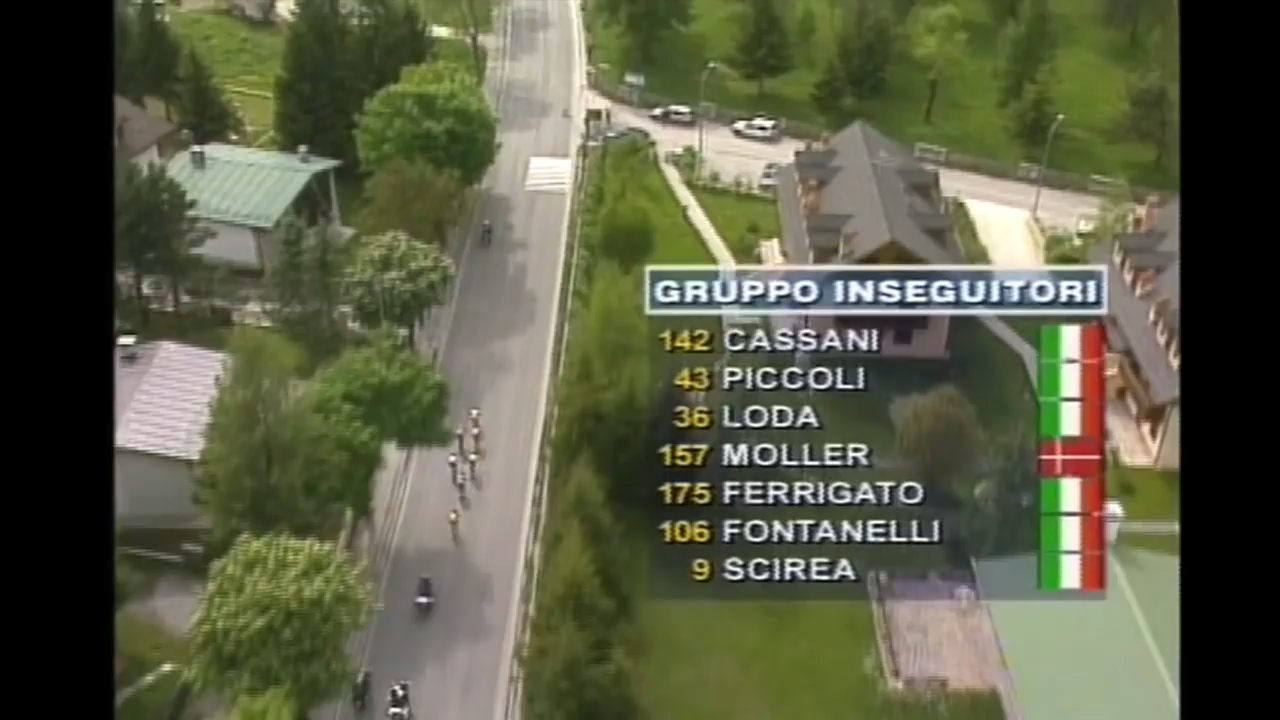 GRUPPO INSEGUITORI
142 CASSANI
43 PICCOLI
36 LODA
157 MOLLER
175 FERRIGATO
106 FONTANELLI
9 SCIREA